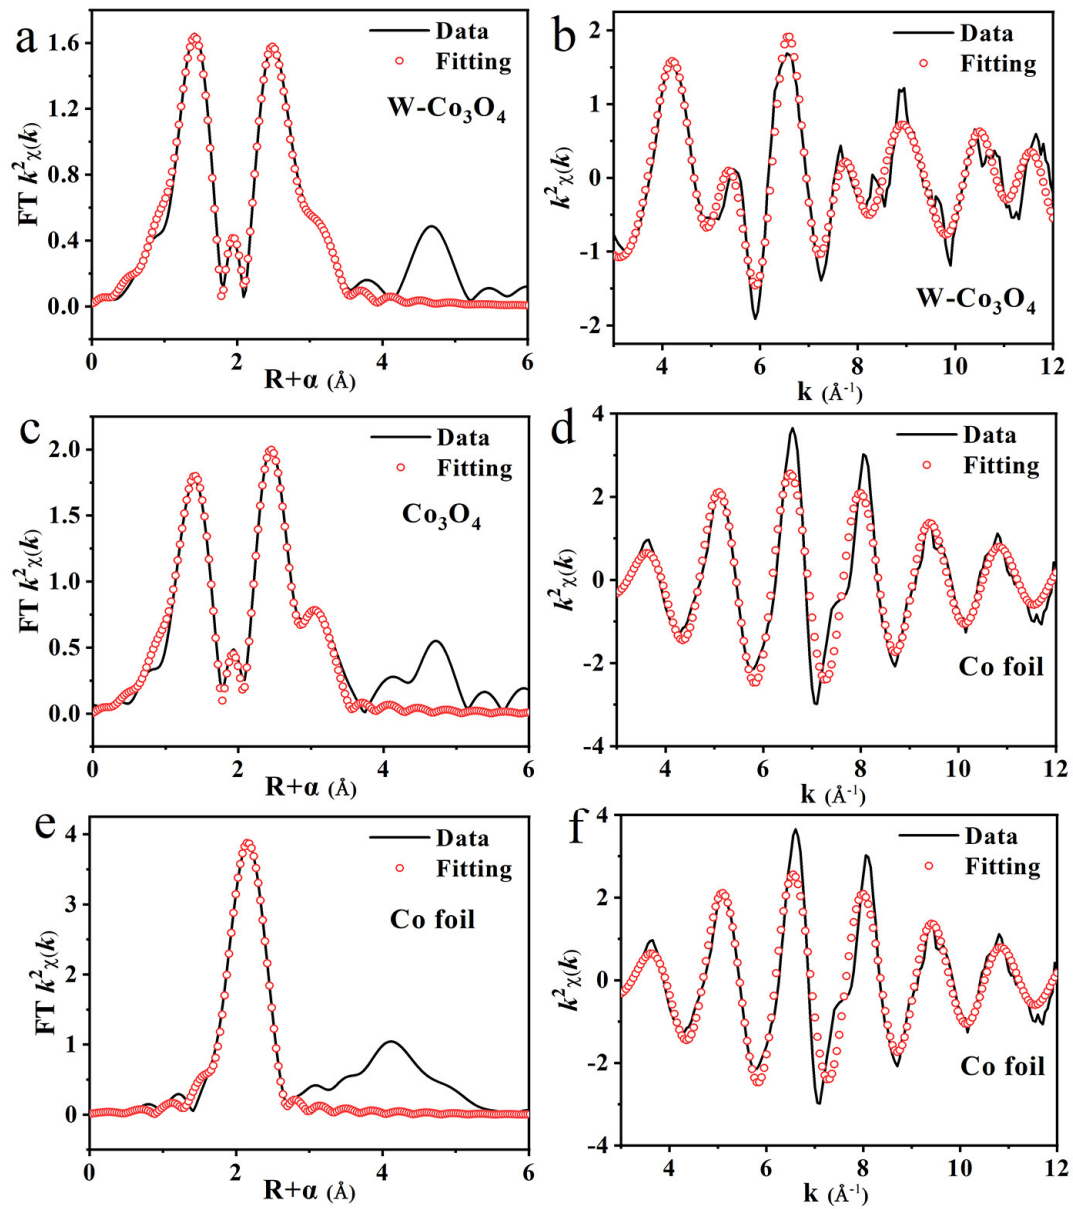 a
Data
Fitting
W-Co₃O₄
FT k²χ(k)
1.6
1.2
0.8
0.4
0.0
0 2 4 6
R+α (Å)
b
Data
Fitting
W-Co₃O₄
k²χ(k)
2
1
0
-1
-2
4 6 8 10 12
k (Å⁻¹)
c
Data
Fitting
Co₃O₄
FT k²χ(k)
2.0
1.5
1.0
0.5
0.0
0 2 4 6
R+α (Å)
d
Data
Fitting
Co foil
k²χ(k)
4
2
0
-2
-4
4 6 8 10 12
k (Å⁻¹)
e
Data
Fitting
Co foil
FT k²χ(k)
4
3
2
1
0
0 2 4 6
R+α (Å)
f
Data
Fitting
Co foil
k²χ(k)
4
2
0
-2
-4
4 6 8 10 12
k (Å⁻¹)